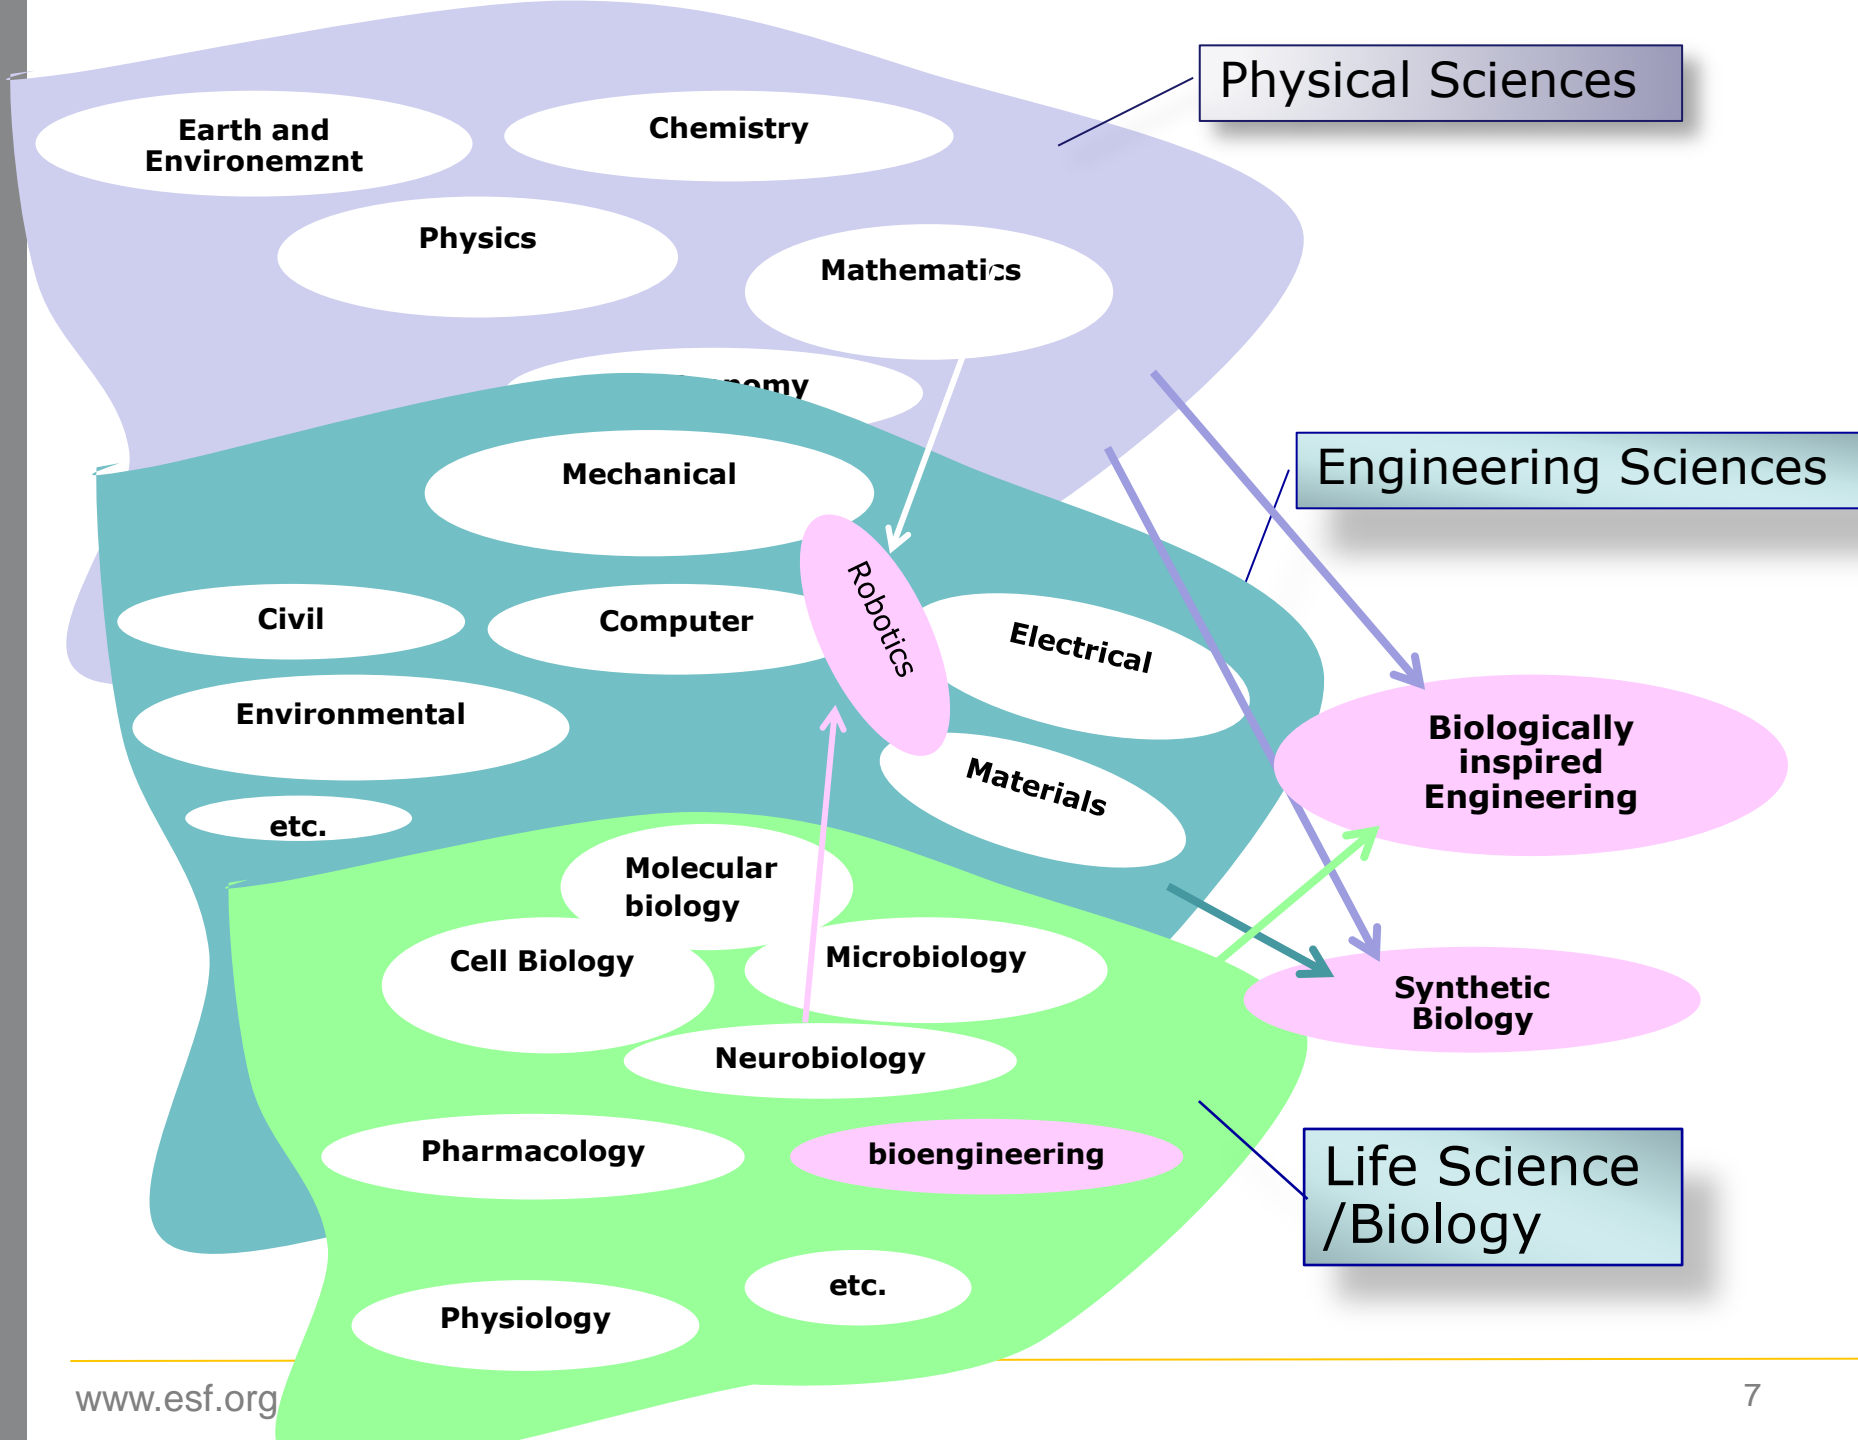 Physical Sciences
Earth and
Environemznt
Chemistry
Physics
Mathematics
Engineering Sciences
Mechanical
Robotics
Civil
Computer
Electrical
Environmental
Materials
etc.
Biologically
inspired
Engineering
Molecular
biology
Cell Biology
Microbiology
Synthetic
Biology
Neurobiology
Pharmacology
bioengineering
Life Science
/Biology
etc.
Physiology
www.esf.org
7